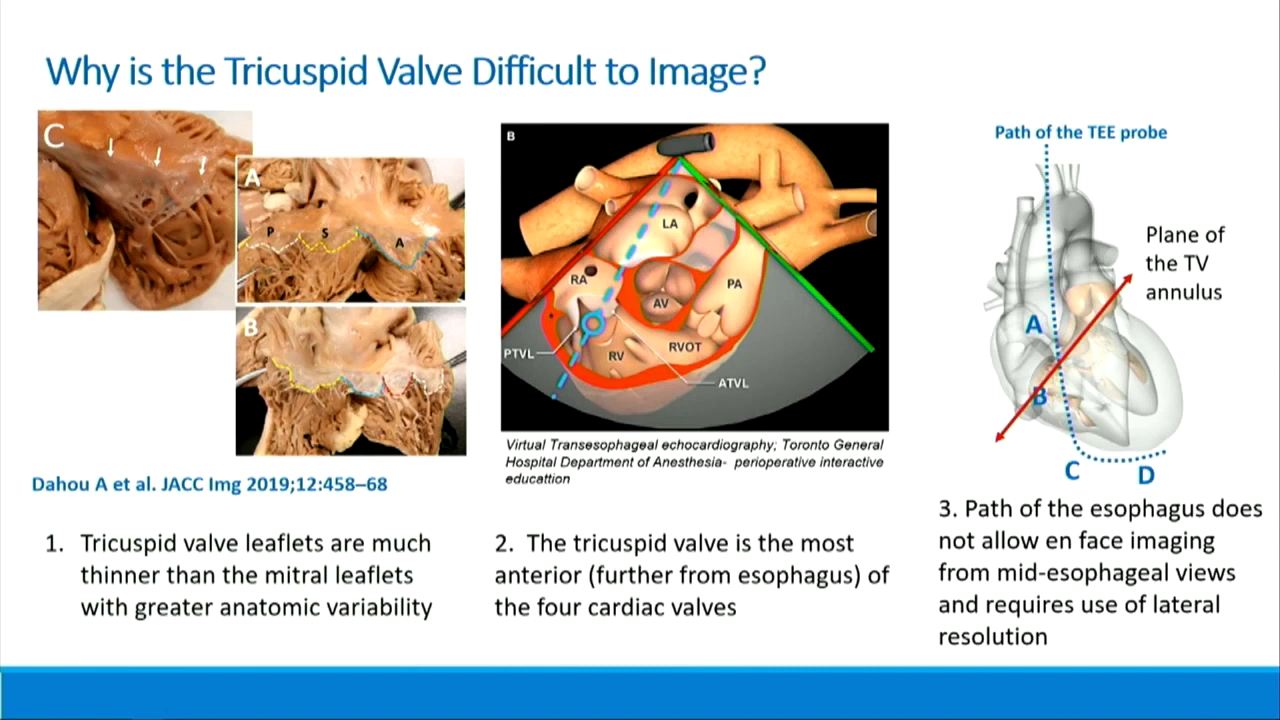 Why is the Tricuspid Valve Difficult to Image?
C
A
P
S
A
B
Dahou A et al. JACC Img 2019;12:458–68
1. Tricuspid valve leaflets are much
thinner than the mitral leaflets
with greater anatomic variability
B
LA
RA
AV
PA
PTVL
RV
RVOT
ATVL
Virtual Transesophageal echocardiography; Toronto General
Hospital Department of Anesthesia- perioperative interactive
educattion
2. The tricuspid valve is the most
anterior (further from esophagus) of
the four cardiac valves
Path of the TEE probe
Plane of
the TV
annulus
A
B
C
D
3. Path of the esophagus does
not allow en face imaging
from mid-esophageal views
and requires use of lateral
resolution